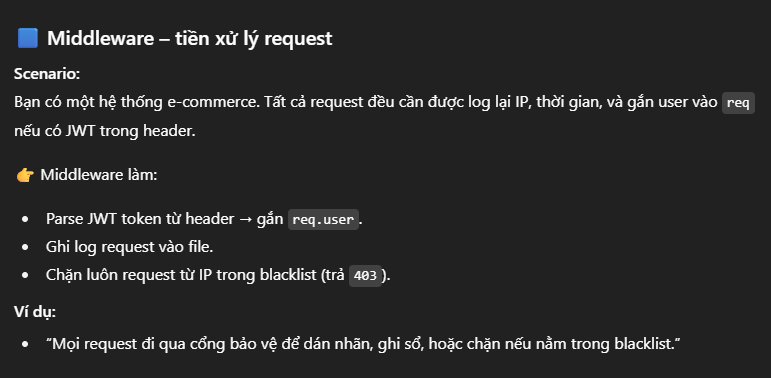 Middleware – tiền xử lý request
Scenario:
Bạn có một hệ thống e-commerce. Tất cả request đều cần được log lại IP, thời gian, và gắn user vào req
nếu có JWT trong header.
👉 Middleware làm:
• Parse JWT token từ header → gắn req.user.
• Ghi log request vào file.
• Chặn luôn request từ IP trong blacklist (trả 403).
Ví dụ:
• “Mọi request đi qua cổng bảo vệ để dán nhãn, ghi sổ, hoặc chặn nếu nằm trong blacklist.”